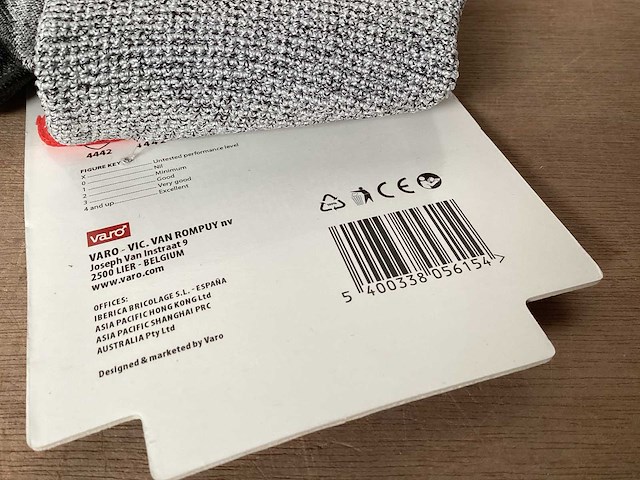 4442
FIGURE KEY
X Untested performance level
0 Nil
1 Minimum
2 Good
3 Very good
4 and up Excellent
varo
VARO - VIC. VAN ROMPUY nv
Joseph Van Instraat 9
2500 LIER - BELGIUM
www.varo.com
OFFICES:
IBERICA BRICOLAGE S.L. - ESPAÑA
ASIA PACIFIC HONG KONG Ltd
ASIA PACIFIC SHANGHAI PRC
AUSTRALIA Pty Ltd
Designed & marketed by Varo
CE
5 400338 056154 >